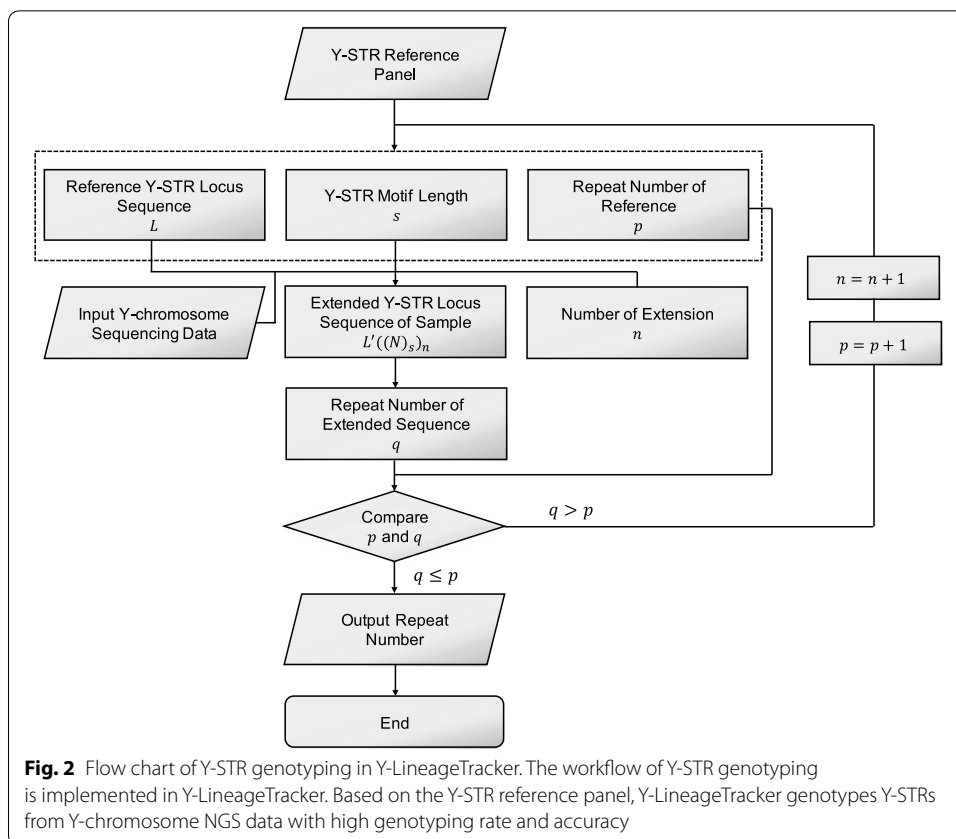 Y-STR Reference
Panel
Reference Y-STR Locus
Sequence
L
Y-STR Motif Length
s
Repeat Number of
Reference
p
Input Y-chromosome
Sequencing Data
Extended Y-STR Locus
Sequence of Sample
L′((N)ₛ)ₙ
Number of Extension
n
n = n + 1
p = p + 1
Repeat Number of
Extended Sequence
q
Compare
p and q
q > p
q ≤ p
Output Repeat
Number
End
Fig. 2 Flow chart of Y-STR genotyping in Y-LineageTracker. The workflow of Y-STR genotyping
is implemented in Y-LineageTracker. Based on the Y-STR reference panel, Y-LineageTracker genotypes Y-STRs
from Y-chromosome NGS data with high genotyping rate and accuracy